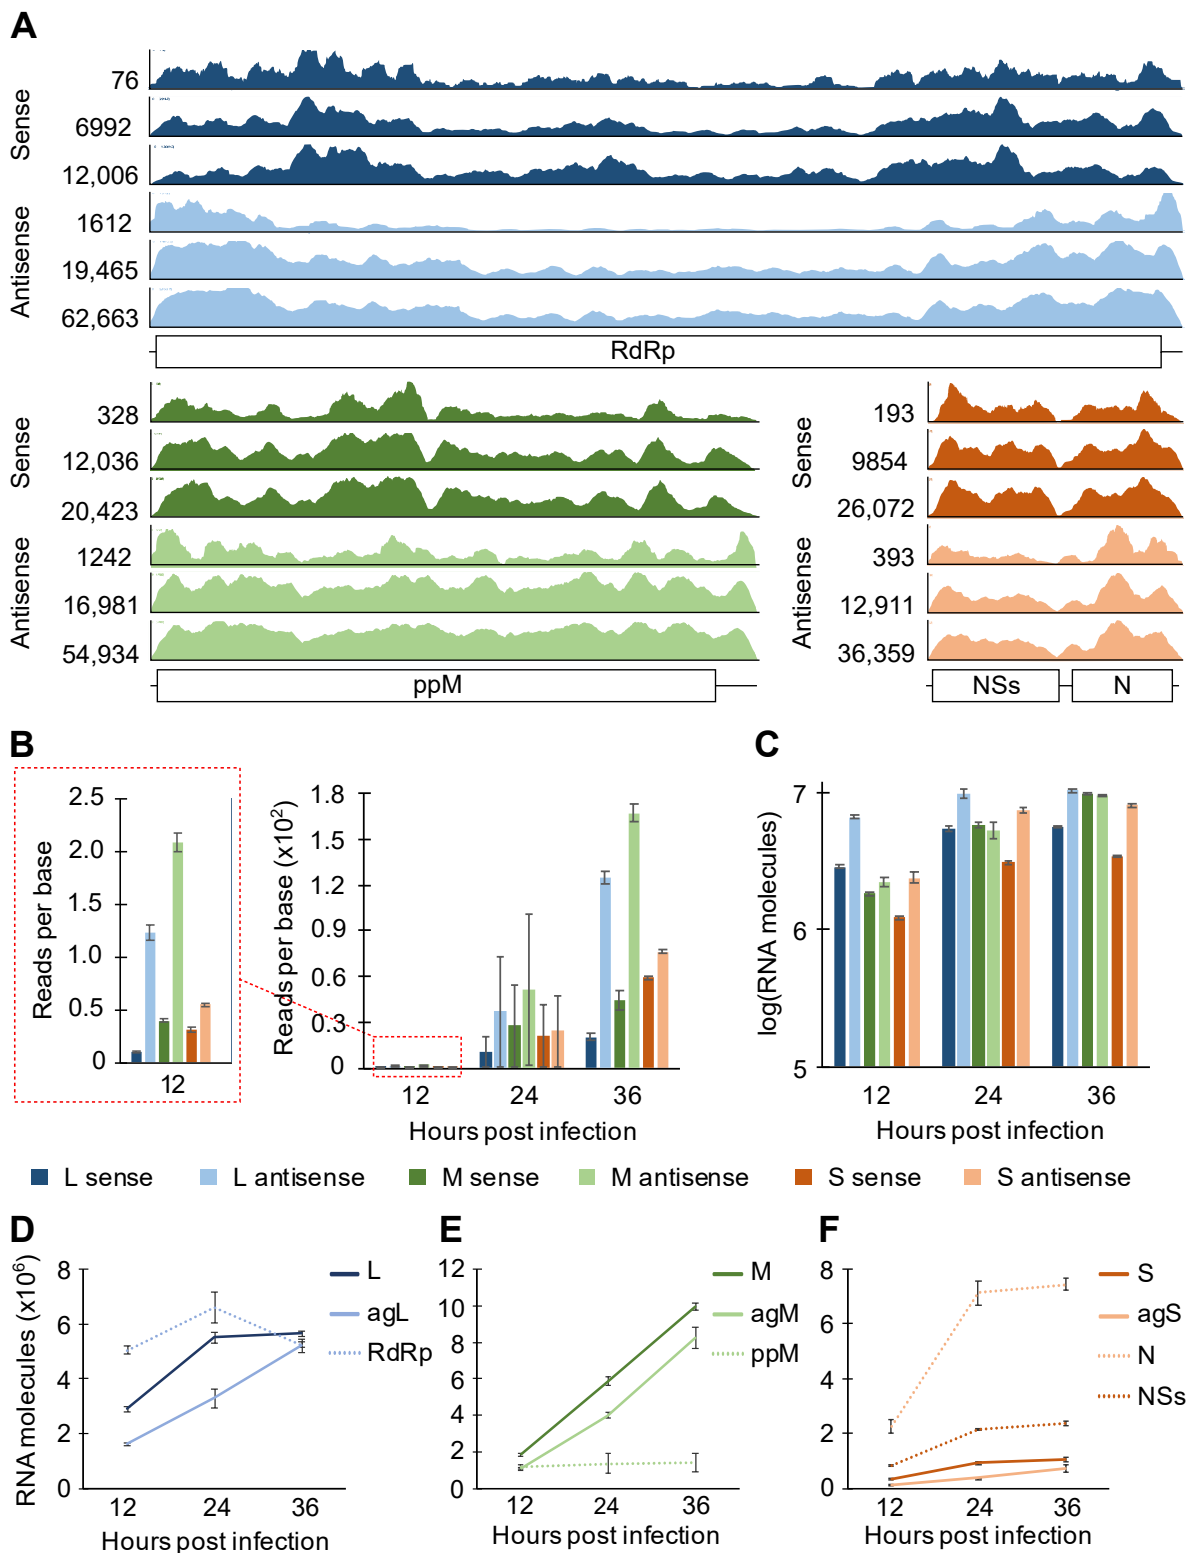 A
Sense
76
6992
12,006
Antisense
1612
19,465
62,663
RdRp
Sense
328
12,036
20,423
Antisense
1242
16,981
54,934
ppM
Sense
193
9854
26,072
Antisense
393
12,911
36,359
NSs N
B
Reads per base
2.5
2.0
1.5
1.0
0.5
0
12
Reads per base (x10²)
1.8
1.5
1.2
0.9
0.6
0.3
0
12 24 36
Hours post infection
C
log(RNA molecules)
7
6
5
12 24 36
Hours post infection
L sense L antisense M sense M antisense S sense S antisense
D
RNA molecules (x10⁶)
8
6
4
2
0
12 24 36
Hours post infection
L
agL
RdRp
E
12
10
8
6
4
2
0
12 24 36
Hours post infection
M
agM
ppM
F
8
6
4
2
0
12 24 36
Hours post infection
S
agS
N
NSs